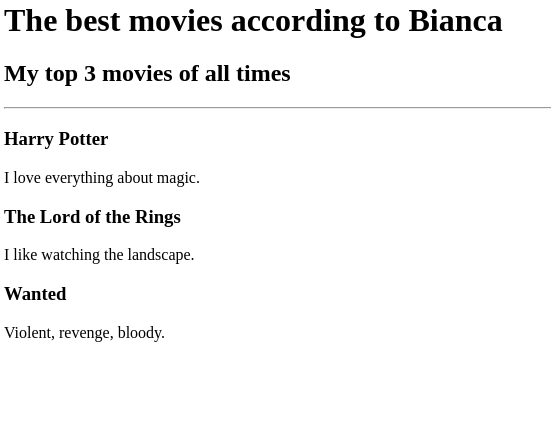 The best movies according to Bianca
My top 3 movies of all times
Harry Potter
I love everything about magic.
The Lord of the Rings
I like watching the landscape.
Wanted
Violent, revenge, bloody.